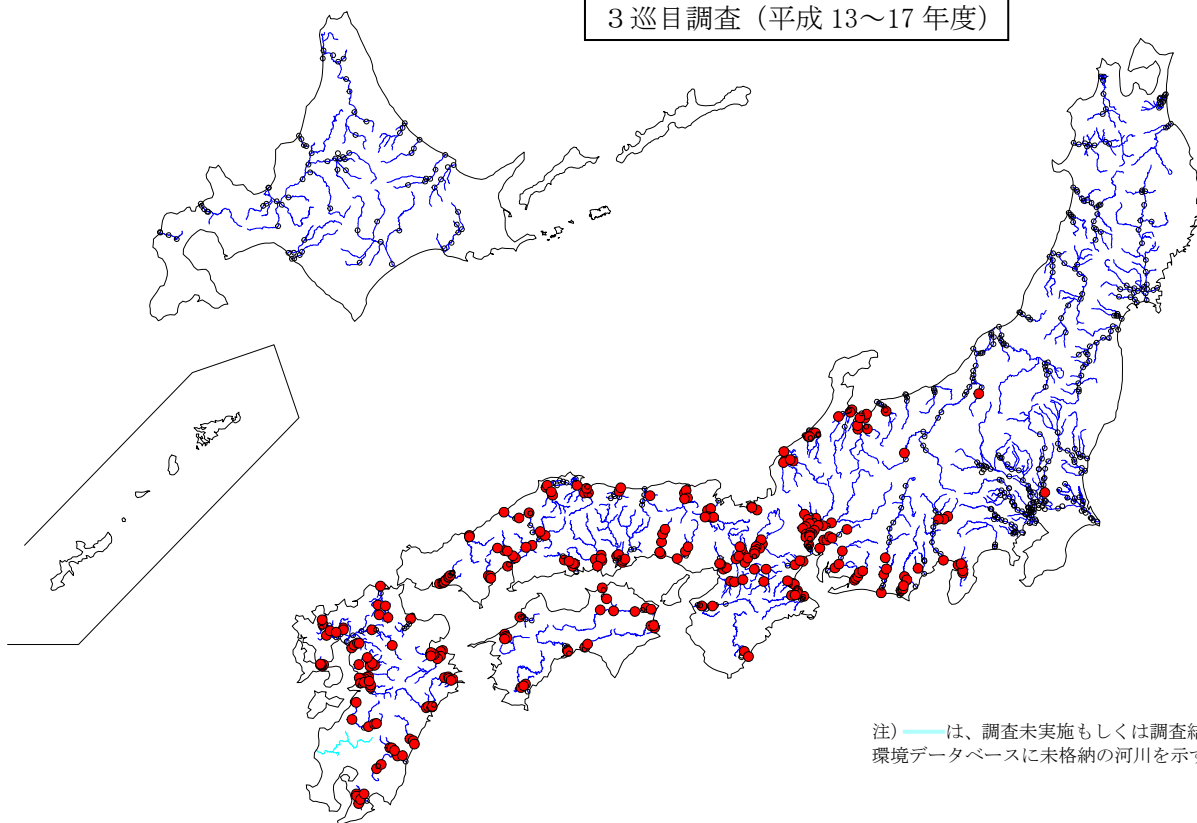 ３巡目調査（平成 13～17 年度）
注） は、調査未実施もしくは調査結
環境データベースに未格納の河川を示す